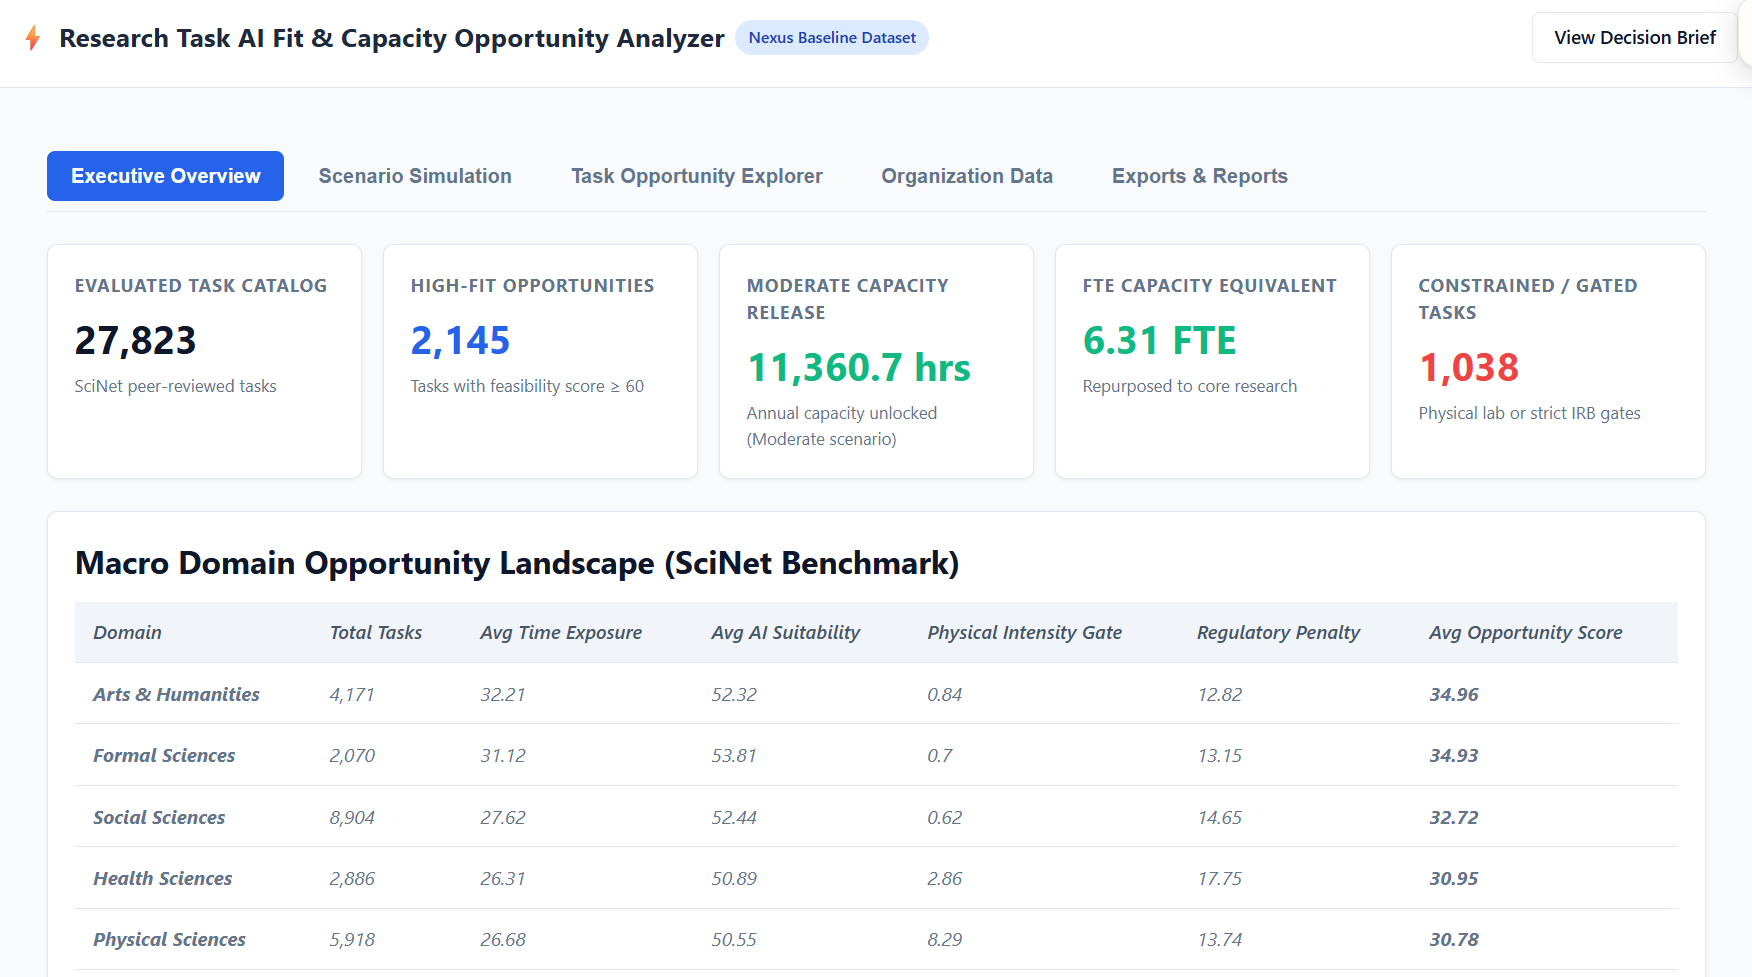 Research Task AI Fit & Capacity Opportunity Analyzer
Nexus Baseline Dataset
View Decision Brief
Executive Overview
Scenario Simulation
Task Opportunity Explorer
Organization Data
Exports & Reports
EVALUATED TASK CATALOG
27,823
SciNet peer-reviewed tasks
HIGH-FIT OPPORTUNITIES
2,145
Tasks with feasibility score ≥ 60
MODERATE CAPACITY
RELEASE
11,360.7 hrs
Annual capacity unlocked
(Moderate scenario)
FTE CAPACITY EQUIVALENT
6.31 FTE
Repurposed to core research
CONSTRAINED / GATED
TASKS
1,038
Physical lab or strict IRB gates
Macro Domain Opportunity Landscape (SciNet Benchmark)
Domain Total Tasks Avg Time Exposure Avg AI Suitability Physical Intensity Gate Regulatory Penalty Avg Opportunity Score
Arts & Humanities 4,171 32.21 52.32 0.84 12.82 34.96
Formal Sciences 2,070 31.12 53.81 0.7 13.15 34.93
Social Sciences 8,904 27.62 52.44 0.62 14.65 32.72
Health Sciences 2,886 26.31 50.89 2.86 17.75 30.95
Physical Sciences 5,918 26.68 50.55 8.29 13.74 30.78